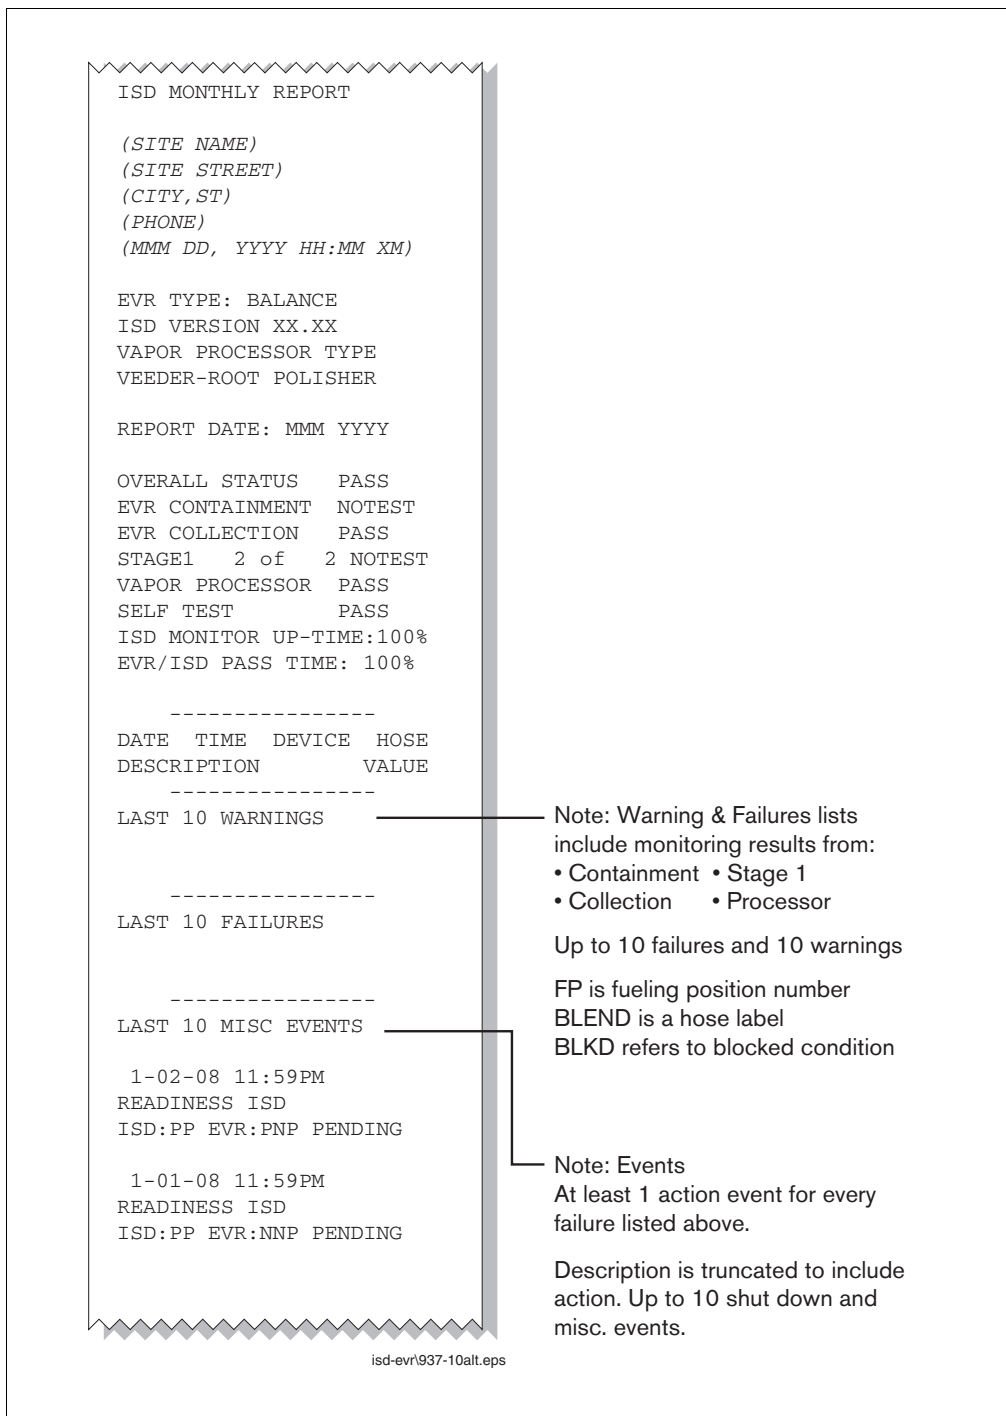 ISD MONTHLY REPORT
(SITE NAME)
(SITE STREET)
(CITY,ST)
(PHONE)
(MMM DD, YYYY HH:MM XM)
EVR TYPE: BALANCE
ISD VERSION XX.XX
VAPOR PROCESSOR TYPE
VEEDER-ROOT POLISHER
REPORT DATE: MMM YYYY
OVERALL STATUS   PASS
EVR CONTAINMENT  NOTEST
EVR COLLECTION   PASS
STAGE1   2 of   2 NOTEST
VAPOR PROCESSOR  PASS
SELF TEST        PASS
ISD MONITOR UP-TIME:100%
EVR/ISD PASS TIME: 100%
----------------
DATE  TIME  DEVICE  HOSE
DESCRIPTION        VALUE
----------------
LAST 10 WARNINGS
----------------
LAST 10 FAILURES
----------------
LAST 10 MISC EVENTS
1-02-08 11:59PM
READINESS ISD
ISD:PP EVR:PNP PENDING
1-01-08 11:59PM
READINESS ISD
ISD:PP EVR:NNP PENDING
Note: Warning & Failures lists
include monitoring results from:
• Containment • Stage 1
• Collection • Processor
Up to 10 failures and 10 warnings
FP is fueling position number
BLEND is a hose label
BLKD refers to blocked condition
Note: Events
At least 1 action event for every
failure listed above.
Description is truncated to include
action. Up to 10 shut down and
misc. events.
isd-evr\937-10alt.eps